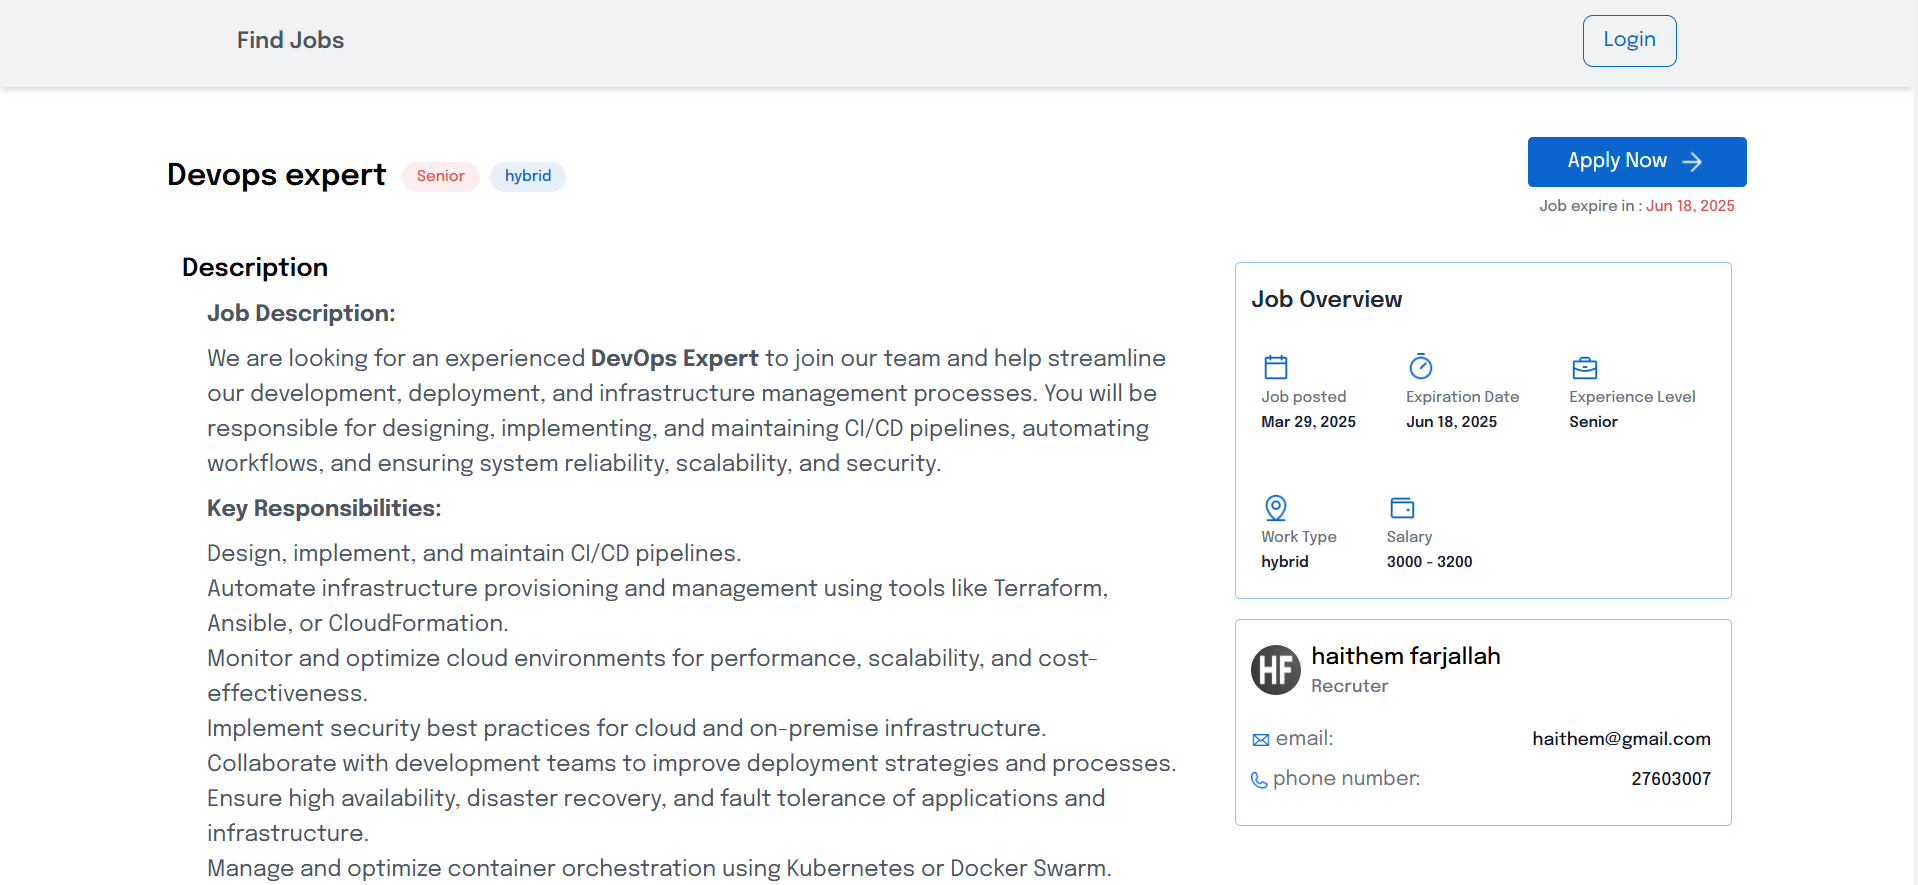 Find Jobs
Login
Devops expert
Senior
hybrid
Apply Now
Job expire in : Jun 18, 2025
Description
Job Description:
We are looking for an experienced DevOps Expert to join our team and help streamline
our development, deployment, and infrastructure management processes. You will be
responsible for designing, implementing, and maintaining CI/CD pipelines, automating
workflows, and ensuring system reliability, scalability, and security.
Key Responsibilities:
Design, implement, and maintain CI/CD pipelines.
Automate infrastructure provisioning and management using tools like Terraform,
Ansible, or CloudFormation.
Monitor and optimize cloud environments for performance, scalability, and cost-
effectiveness.
Implement security best practices for cloud and on-premise infrastructure.
Collaborate with development teams to improve deployment strategies and processes.
Ensure high availability, disaster recovery, and fault tolerance of applications and
infrastructure.
Manage and optimize container orchestration using Kubernetes or Docker Swarm.
Job Overview
Job posted
Mar 29, 2025
Expiration Date
Jun 18, 2025
Experience Level
Senior
Work Type
hybrid
Salary
3000 - 3200
HF
haithem farjallah
Recruter
email:
haithem@gmail.com
phone number:
27603007